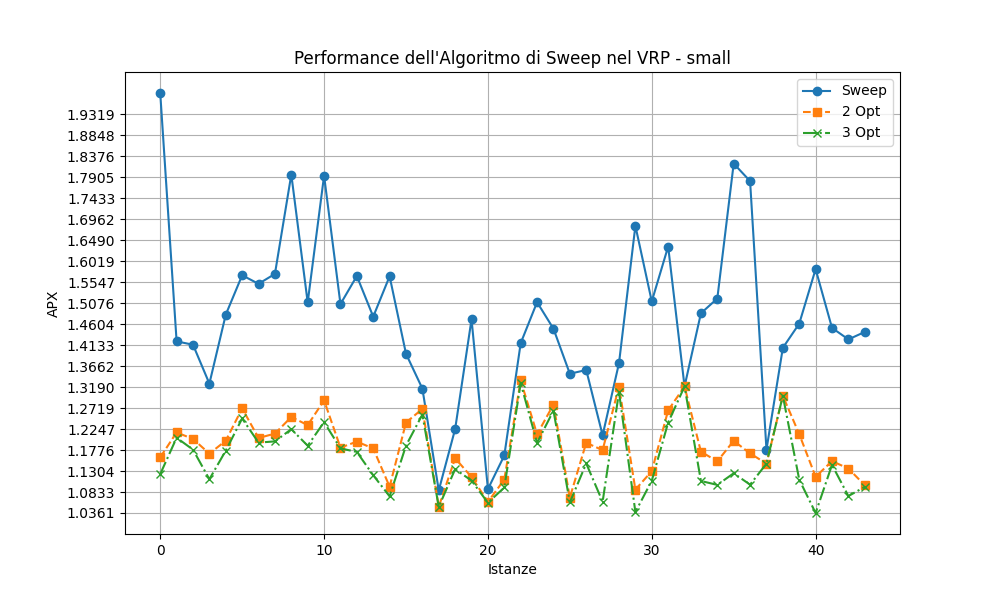 Performance dell'Algoritmo di Sweep nel VRP - small
Sweep
2 Opt
3 Opt
APX
1.9319
1.8848
1.8376
1.7905
1.7433
1.6962
1.6490
1.6019
1.5547
1.5076
1.4604
1.4133
1.3662
1.3190
1.2719
1.2247
1.1776
1.1304
1.0833
1.0361
0 10 20 30 40
Istanze